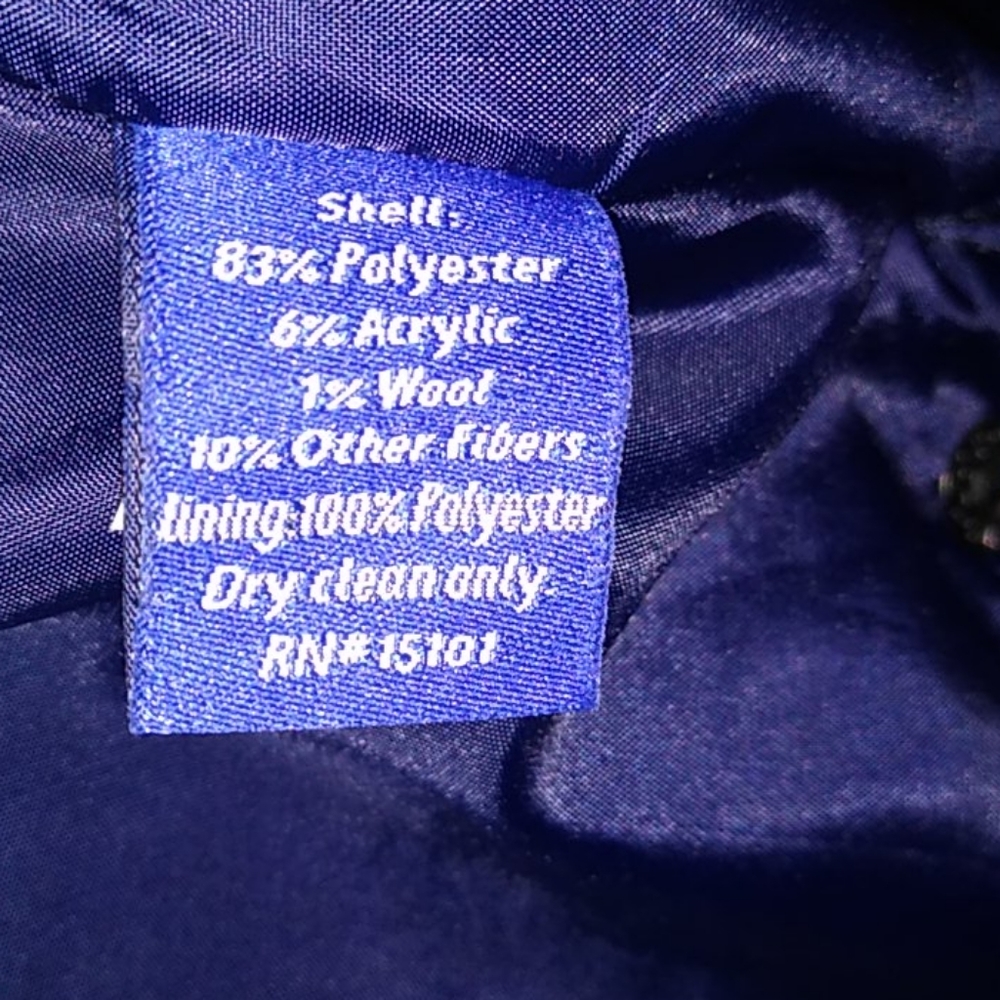 Shell:
83% Polyester
6% Acrylic
1% Wool
10% Other Fibers
Lining:100% Polyester
Dry clean only.
RN#15101